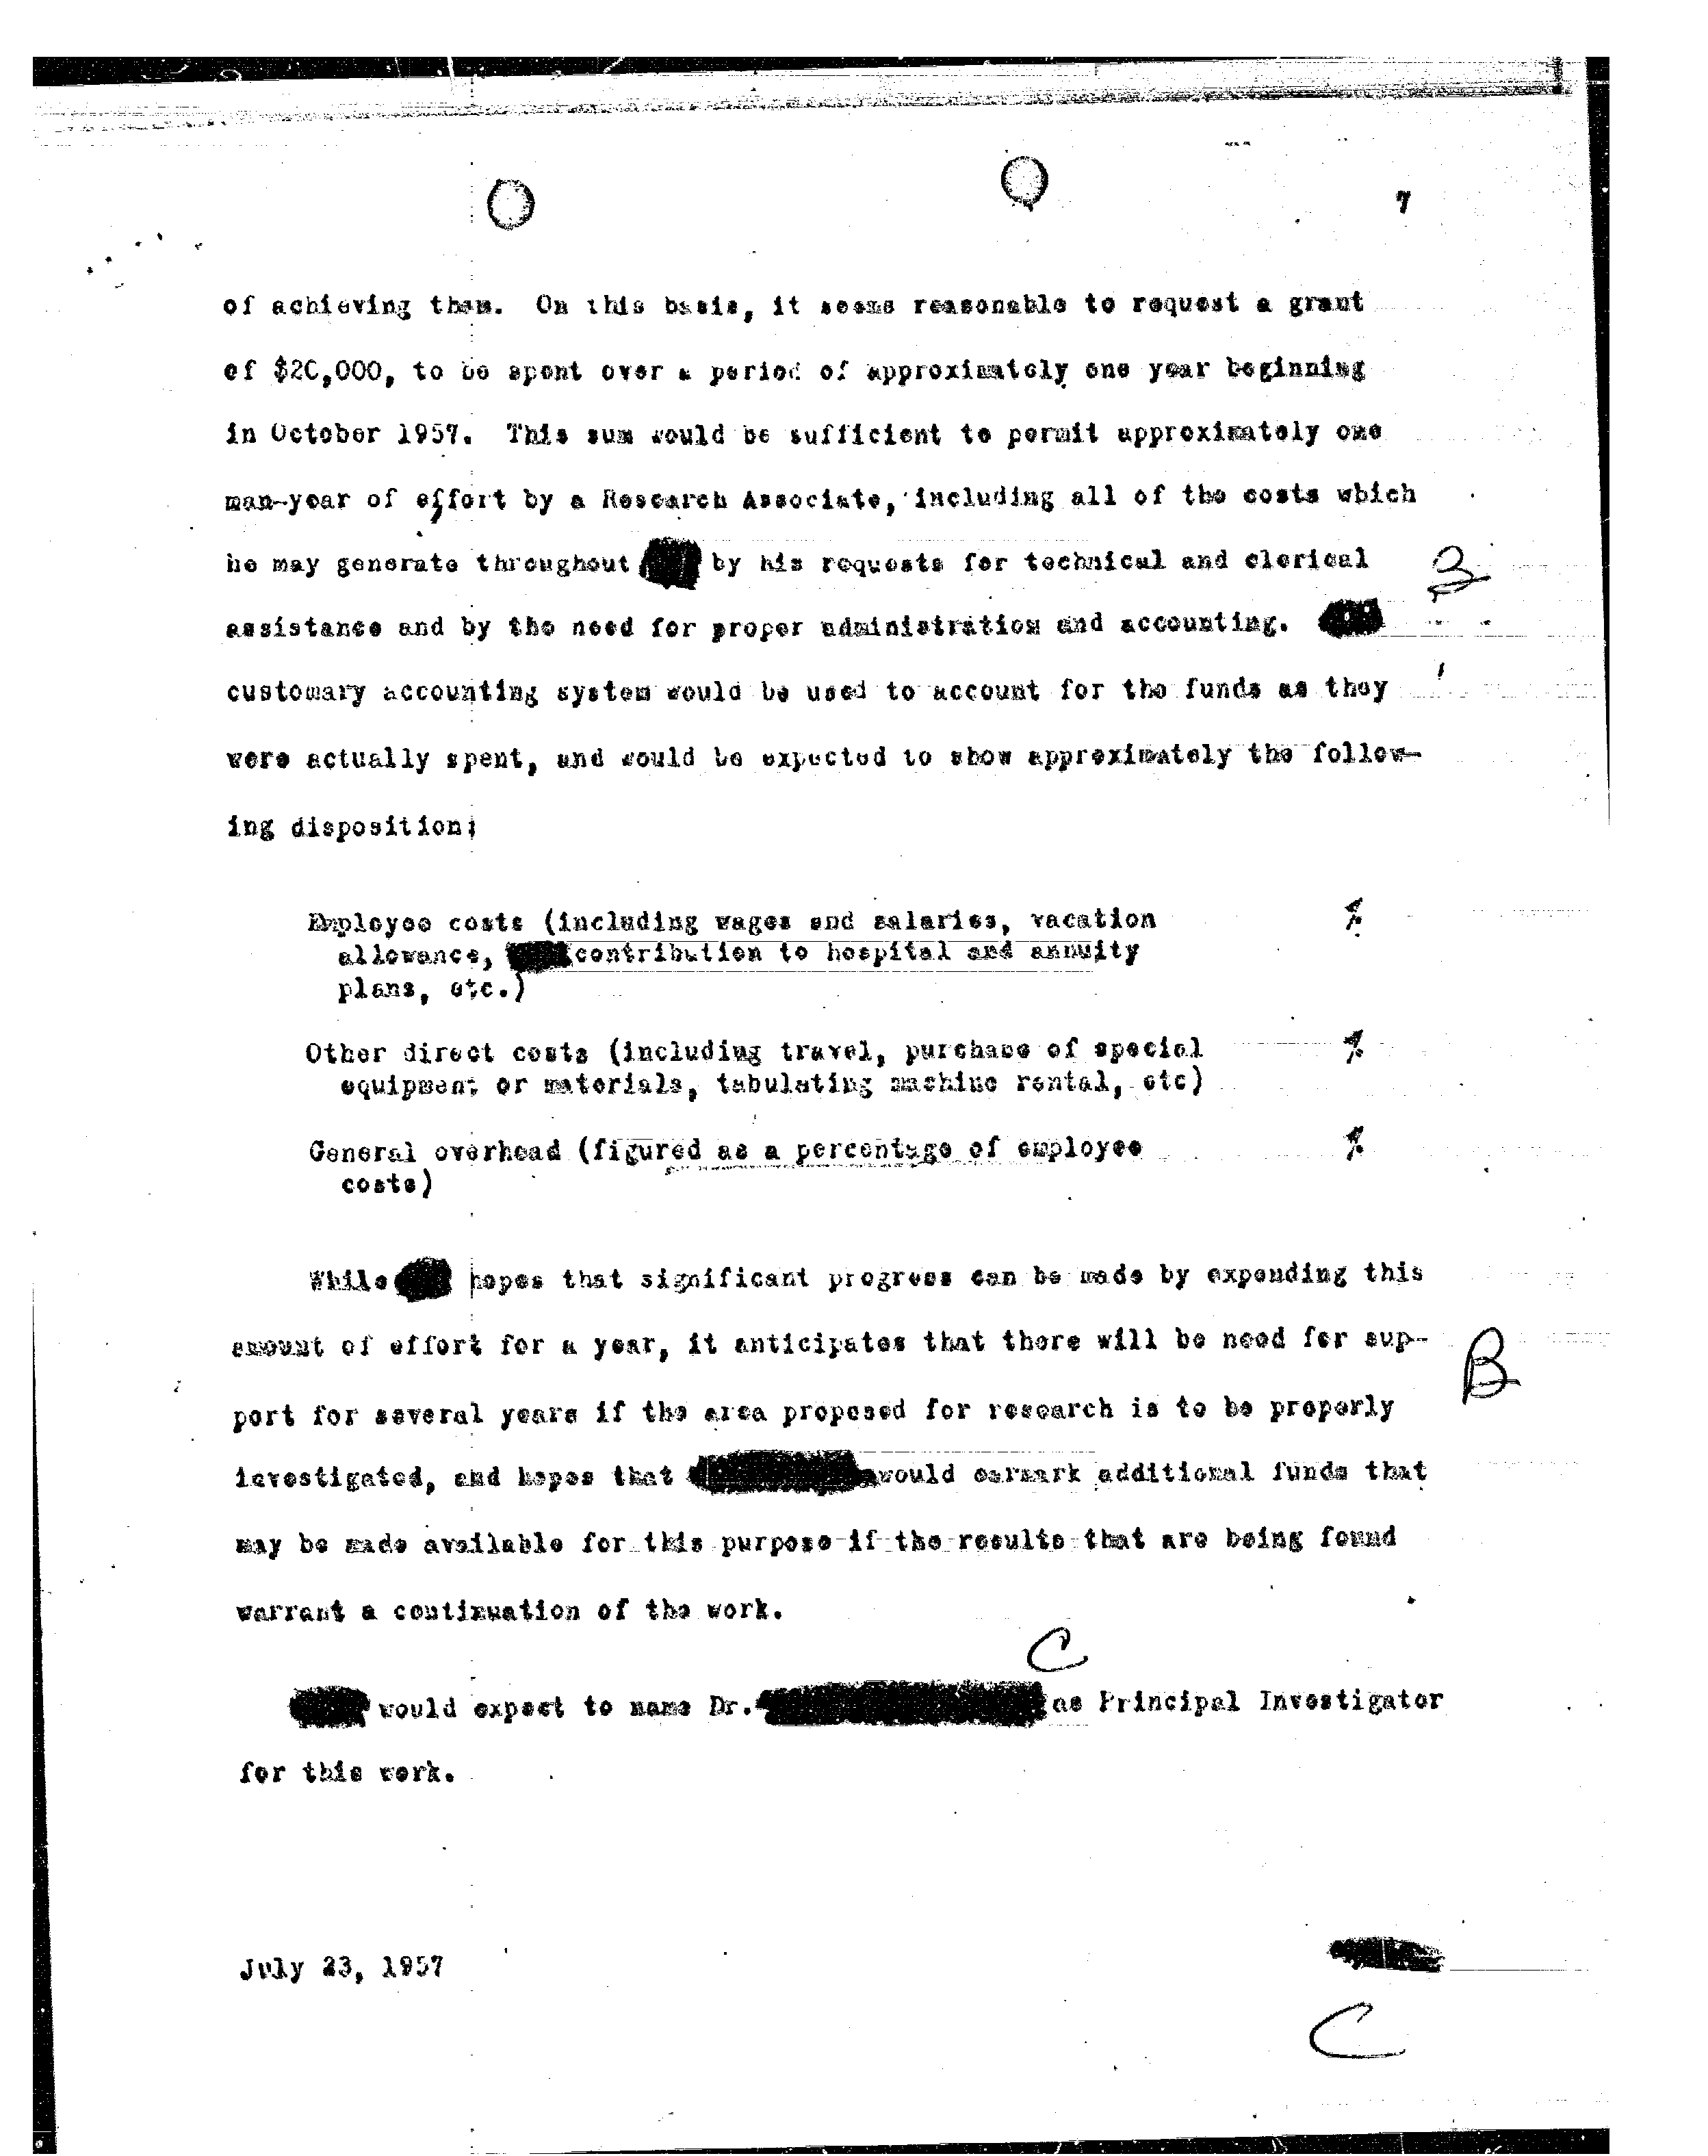 7
of achieving them. On this basis, it seems reasonable to request a grant
of $20,000, to be spent over a period of approximately one year beginning
in October 1957. This sum would be sufficient to permit approximately one
man-year of effort by a Research Associate, including all of the costs which
he may generate throughout by his requests for technical and clerical
B
assistance and by the need for proper administration and accounting.
customary accounting system would be used to account for the funds as they
were actually spent, and would be expected to show approximately the follow-
ing disposition:
Employee costs (including wages and salaries, vacation %
allowance, contribution to hospital and annuity
plans, etc.)
Other direct costs (including travel, purchase of special %
equipment or materials, tabulating machine rental, etc)
General overhead (figured as a percentage of employee %
costs)
While hopes that significant progress can be made by expending this
amount of effort for a year, it anticipates that there will be need for sup-
B
port for several years if the area proposed for research is to be properly
investigated, and hopes that would earmark additional funds that
may be made available for this purpose if the results that are being found
warrant a continuation of the work.
C
would expect to name Dr. as Principal Investigator
for this work.
July 23, 1957
C